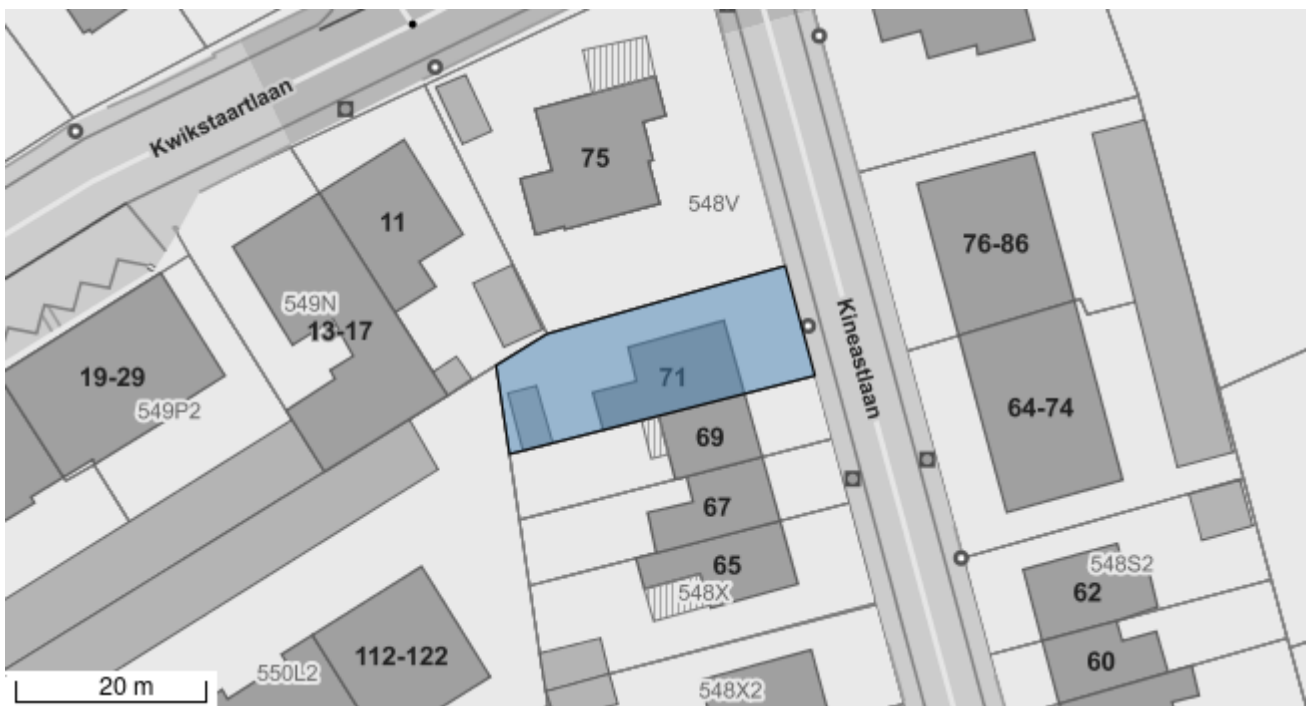 Kwikstaartlaan
75
11
548V
76-86
549N
13-17
Kineastlaan
19-29
71
64-74
549P2
69
67
65
548X
548S2
62
112-122
60
550L2
20 m
548X2